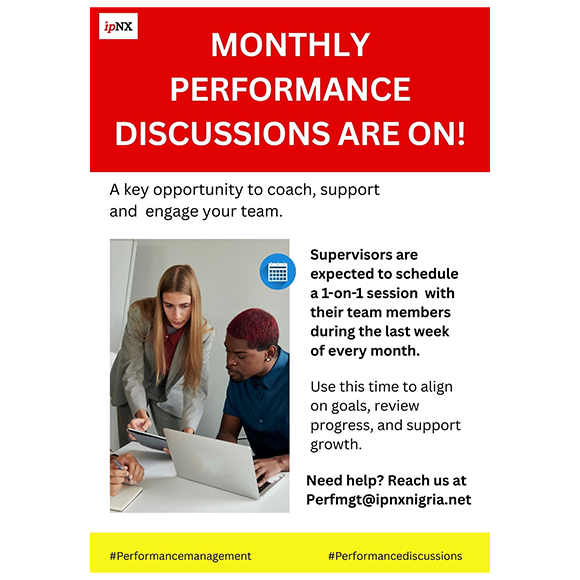 ipNX
MONTHLY
PERFORMANCE
DISCUSSIONS ARE ON!
A key opportunity to coach, support
and engage your team.
Supervisors are
expected to schedule
a 1-on-1 session with
their team members
during the last week
of every month.
Use this time to align
on goals, review
progress, and support
growth.
Need help? Reach us at
Perfmgt@ipnxnigria.net
#Performancemanagement
#Performancediscussions